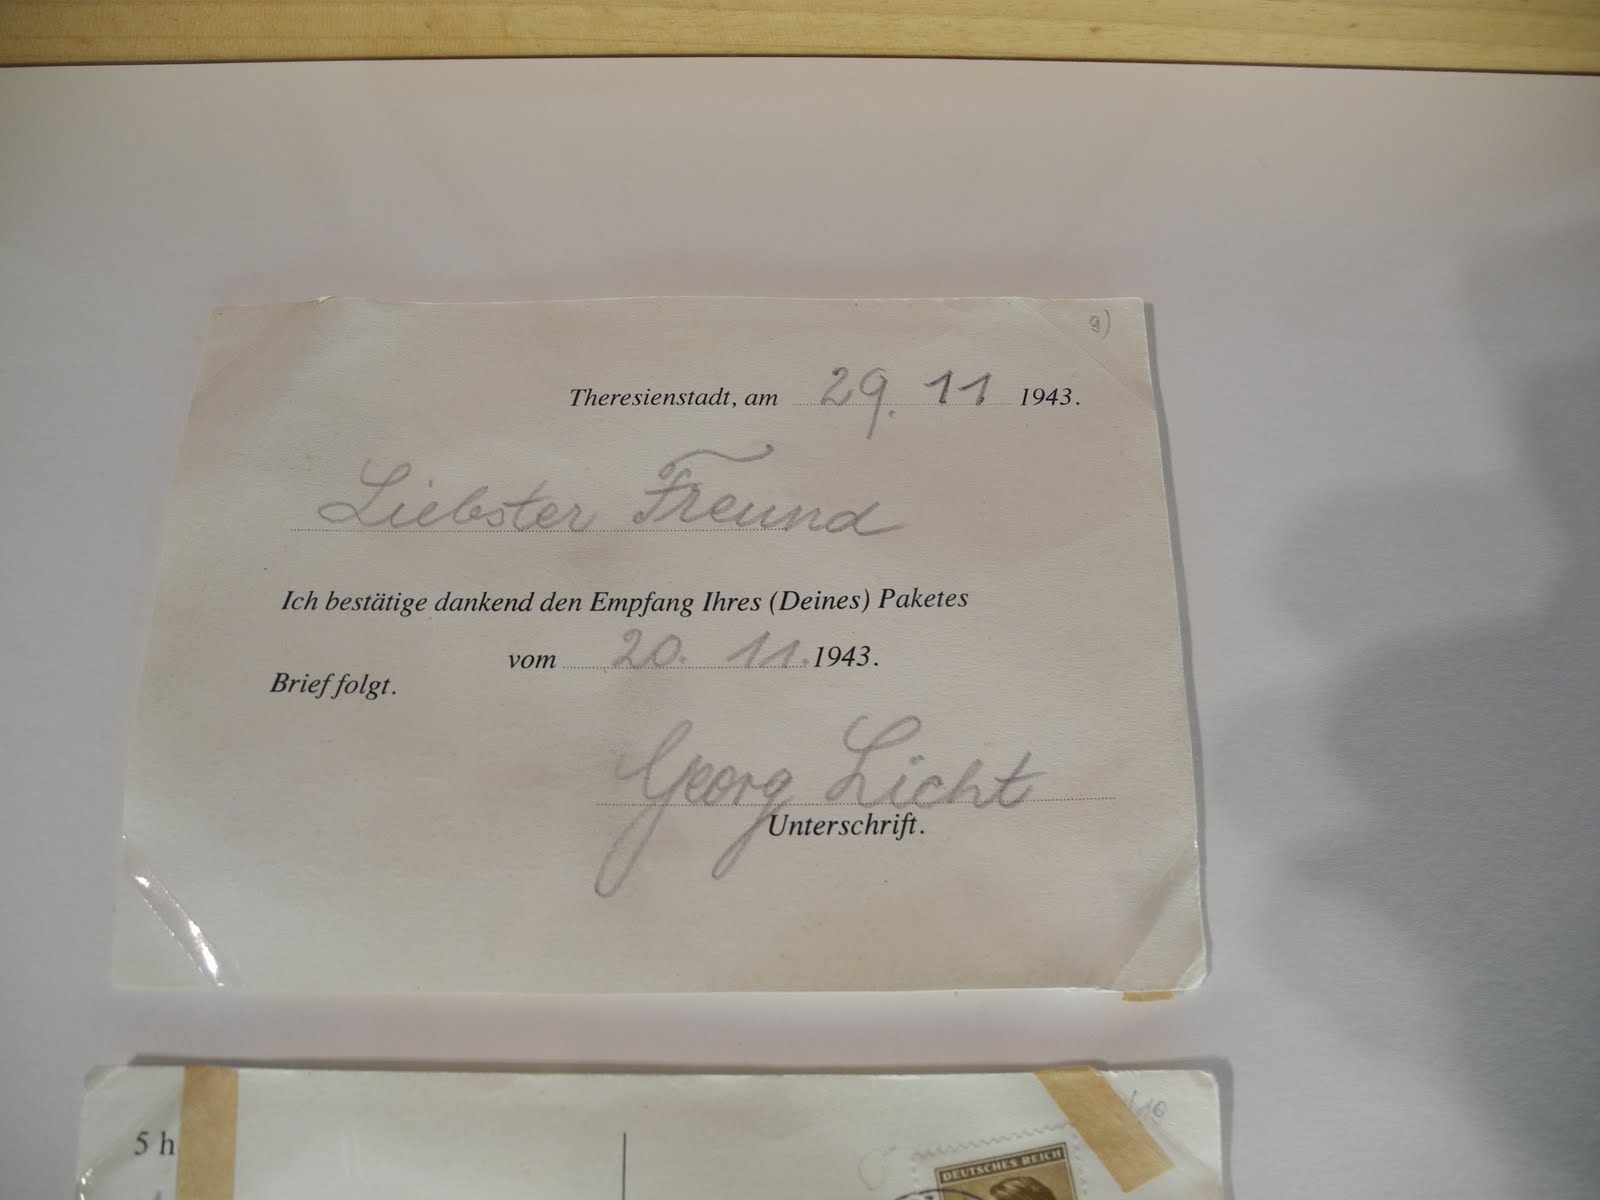 9)
Theresienstadt, am 29. 11 1943.
Liebster Freund
Ich bestätige dankend den Empfang Ihres (Deines) Paketes
vom 20. 11. 1943.
Brief folgt.
Georg Licht
Unterschrift.
5 h
DEUTSCHES REICH